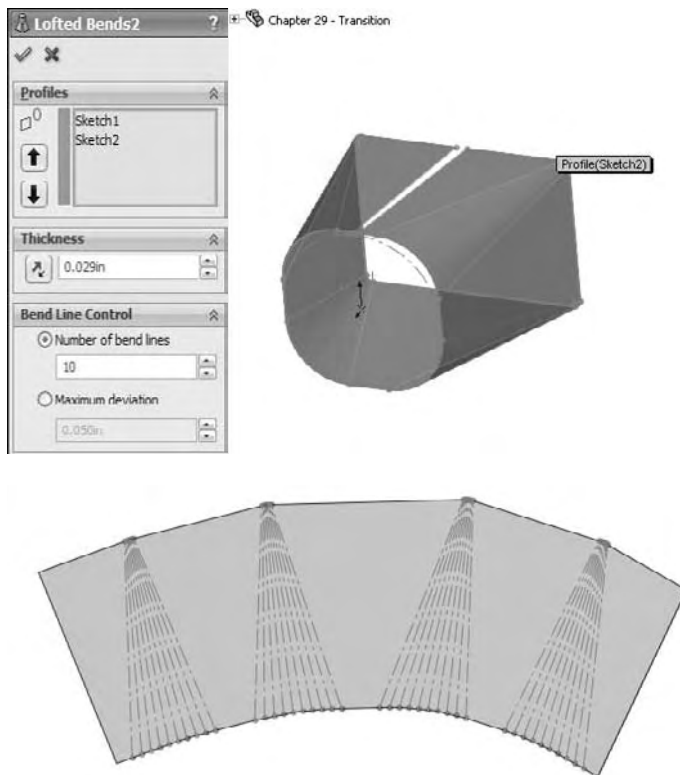 Lofted Bends2 ?
Chapter 29 - Transition
Profiles
Sketch1
Sketch2
Profile(Sketch2)
Thickness
0.029in
Bend Line Control
Number of bend lines
10
Maximum deviation
0.050in